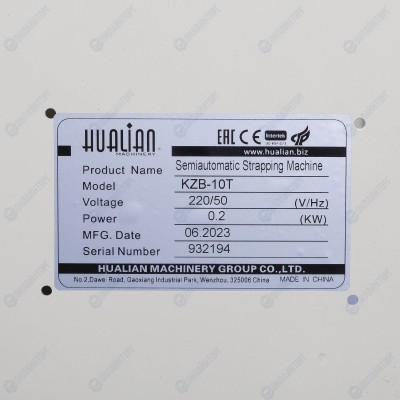 HUALIAN
MACHINERY
EAC CE Intertek
www.hualian.biz
Product Name Semiautomatic Strapping Machine
Model KZB-10T
Voltage 220/50 (V/Hz)
Power 0.2 (KW)
MFG. Date 06.2023
Serial Number 932194
HUALIAN MACHINERY GROUP CO.,LTD.
No.2,Dawei Road, Gaoxiang Industrial Park, Wenzhou, 325006 China MADE IN CHINA